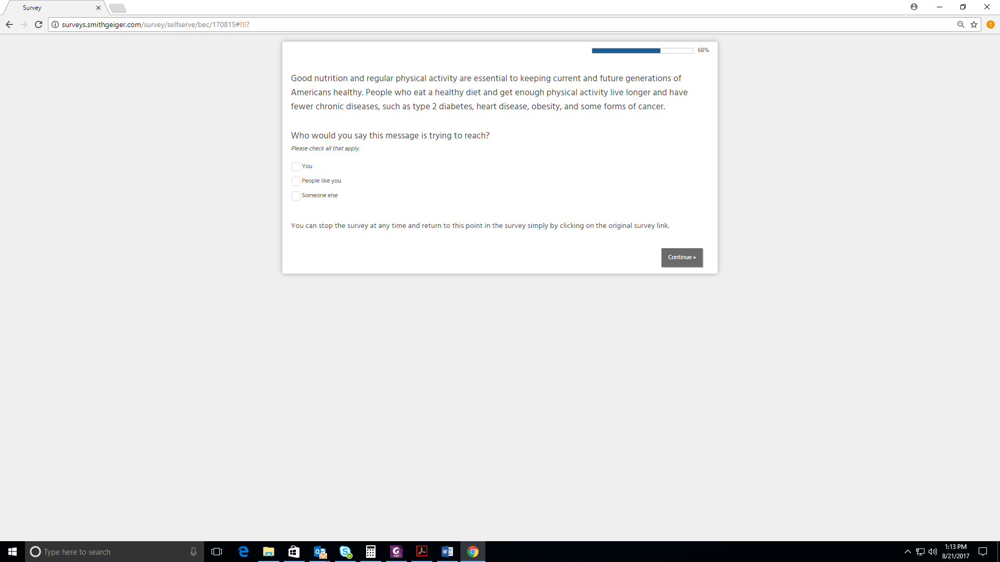 Survey
surveys.smithgeiger.com/survey/selfserve/bec/170815#!!!?
68%
Good nutrition and regular physical activity are essential to keeping current and future generations of
Americans healthy. People who eat a healthy diet and get enough physical activity live longer and have
fewer chronic diseases, such as type 2 diabetes, heart disease, obesity, and some forms of cancer.
Who would you say this message is trying to reach?
Please check all that apply.
You
People like you
Someone else
You can stop the survey at any time and return to this point in the survey simply by clicking on the original survey link.
Continue »
Type here to search
1:13 PM
8/21/2017